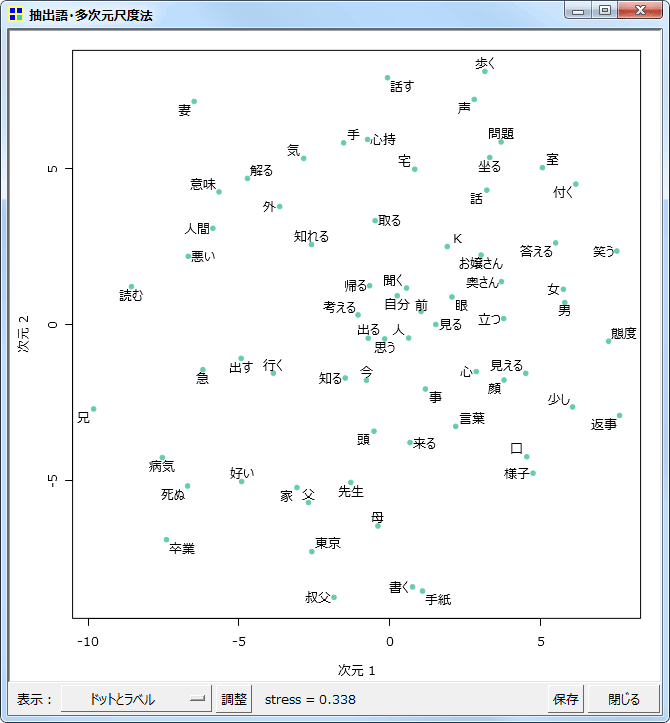 抽出語・多次元尺度法
歩く
話す
声
妻
手
心持
問題
気
宅
坐る
室
解る
意味
話
付く
外
取る
人間
知れる
K
答える
笑う
悪い
お嬢さん
読む
帰る
聞く
奥さん
女
自分
前
眼
男
考える
見る
立つ
出る
人
態度
思う
出す
行く
急
知る
今
心
見える
顔
事
少し
兄
言葉
返事
頭
来る
口
病気
様子
好い
死ぬ
家
父
先生
母
卒業
東京
叔父
書く
手紙
5
0
-5
次元 2
-10
-5
0
5
次元 1
表示：
ドットとラベル
調整
stress = 0.338
保存
閉じる